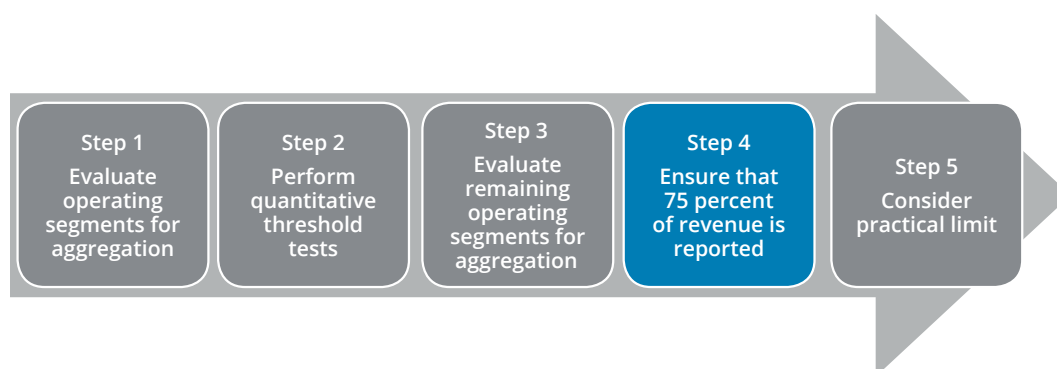 Step 1
Evaluate
operating
segments for
aggregation
Step 2
Perform
quantitative
threshold
tests
Step 3
Evaluate
remaining
operating
segments for
aggregation
Step 4
Ensure that
75 percent
of revenue is
reported
Step 5
Consider
practical limit